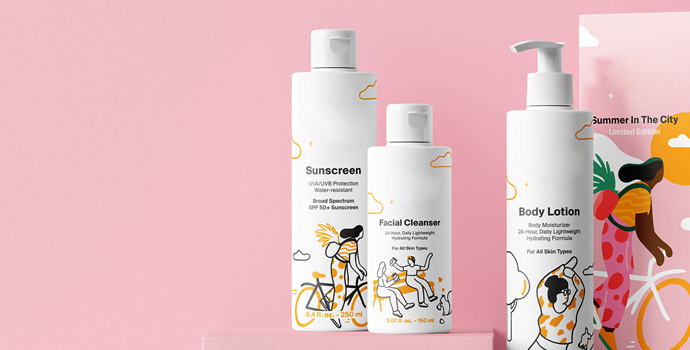 Sunscreen
UVA/UVB Protection
Water-resistant
Broad Spectrum
SPF 50+ Sunscreen
8.4 fl. oz. - 250 ml
Facial Cleanser
24-Hour, Daily Lightweight
Hydrating Formula
For All Skin Types
5.07 fl. oz. - 150 ml
Body Lotion
Body Moisturizer
24-Hour, Daily Lightweight
Hydrating Formula
For All Skin Types
Summer In The City
Limited Edition